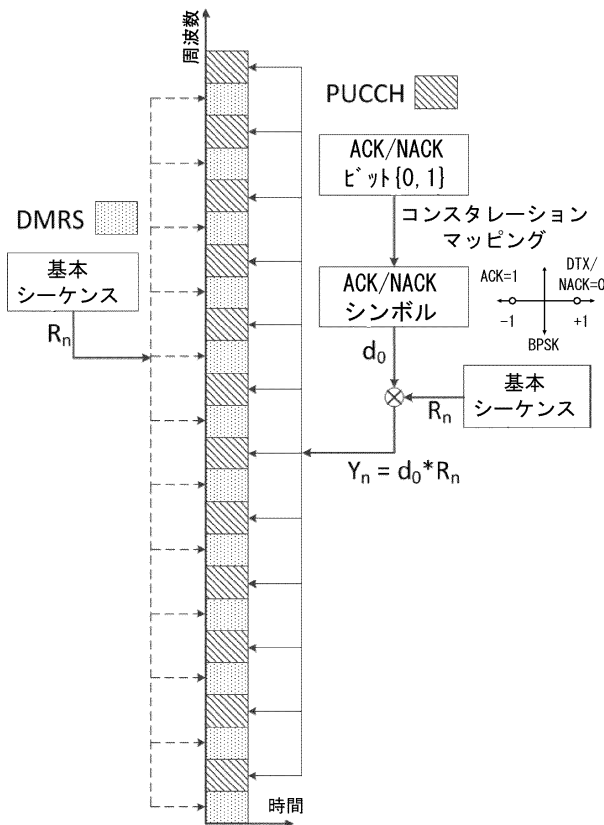 周波数
PUCCH
ACK/NACK
ビット{0, 1}
コンスタレーション
マッピング
DMRS
基本
シーケンス
Rn
ACK/NACK
シンボル
ACK=1
DTX/
NACK=0
-1
+1
BPSK
d0
基本
シーケンス
Rn
Yn = d0*Rn
時間